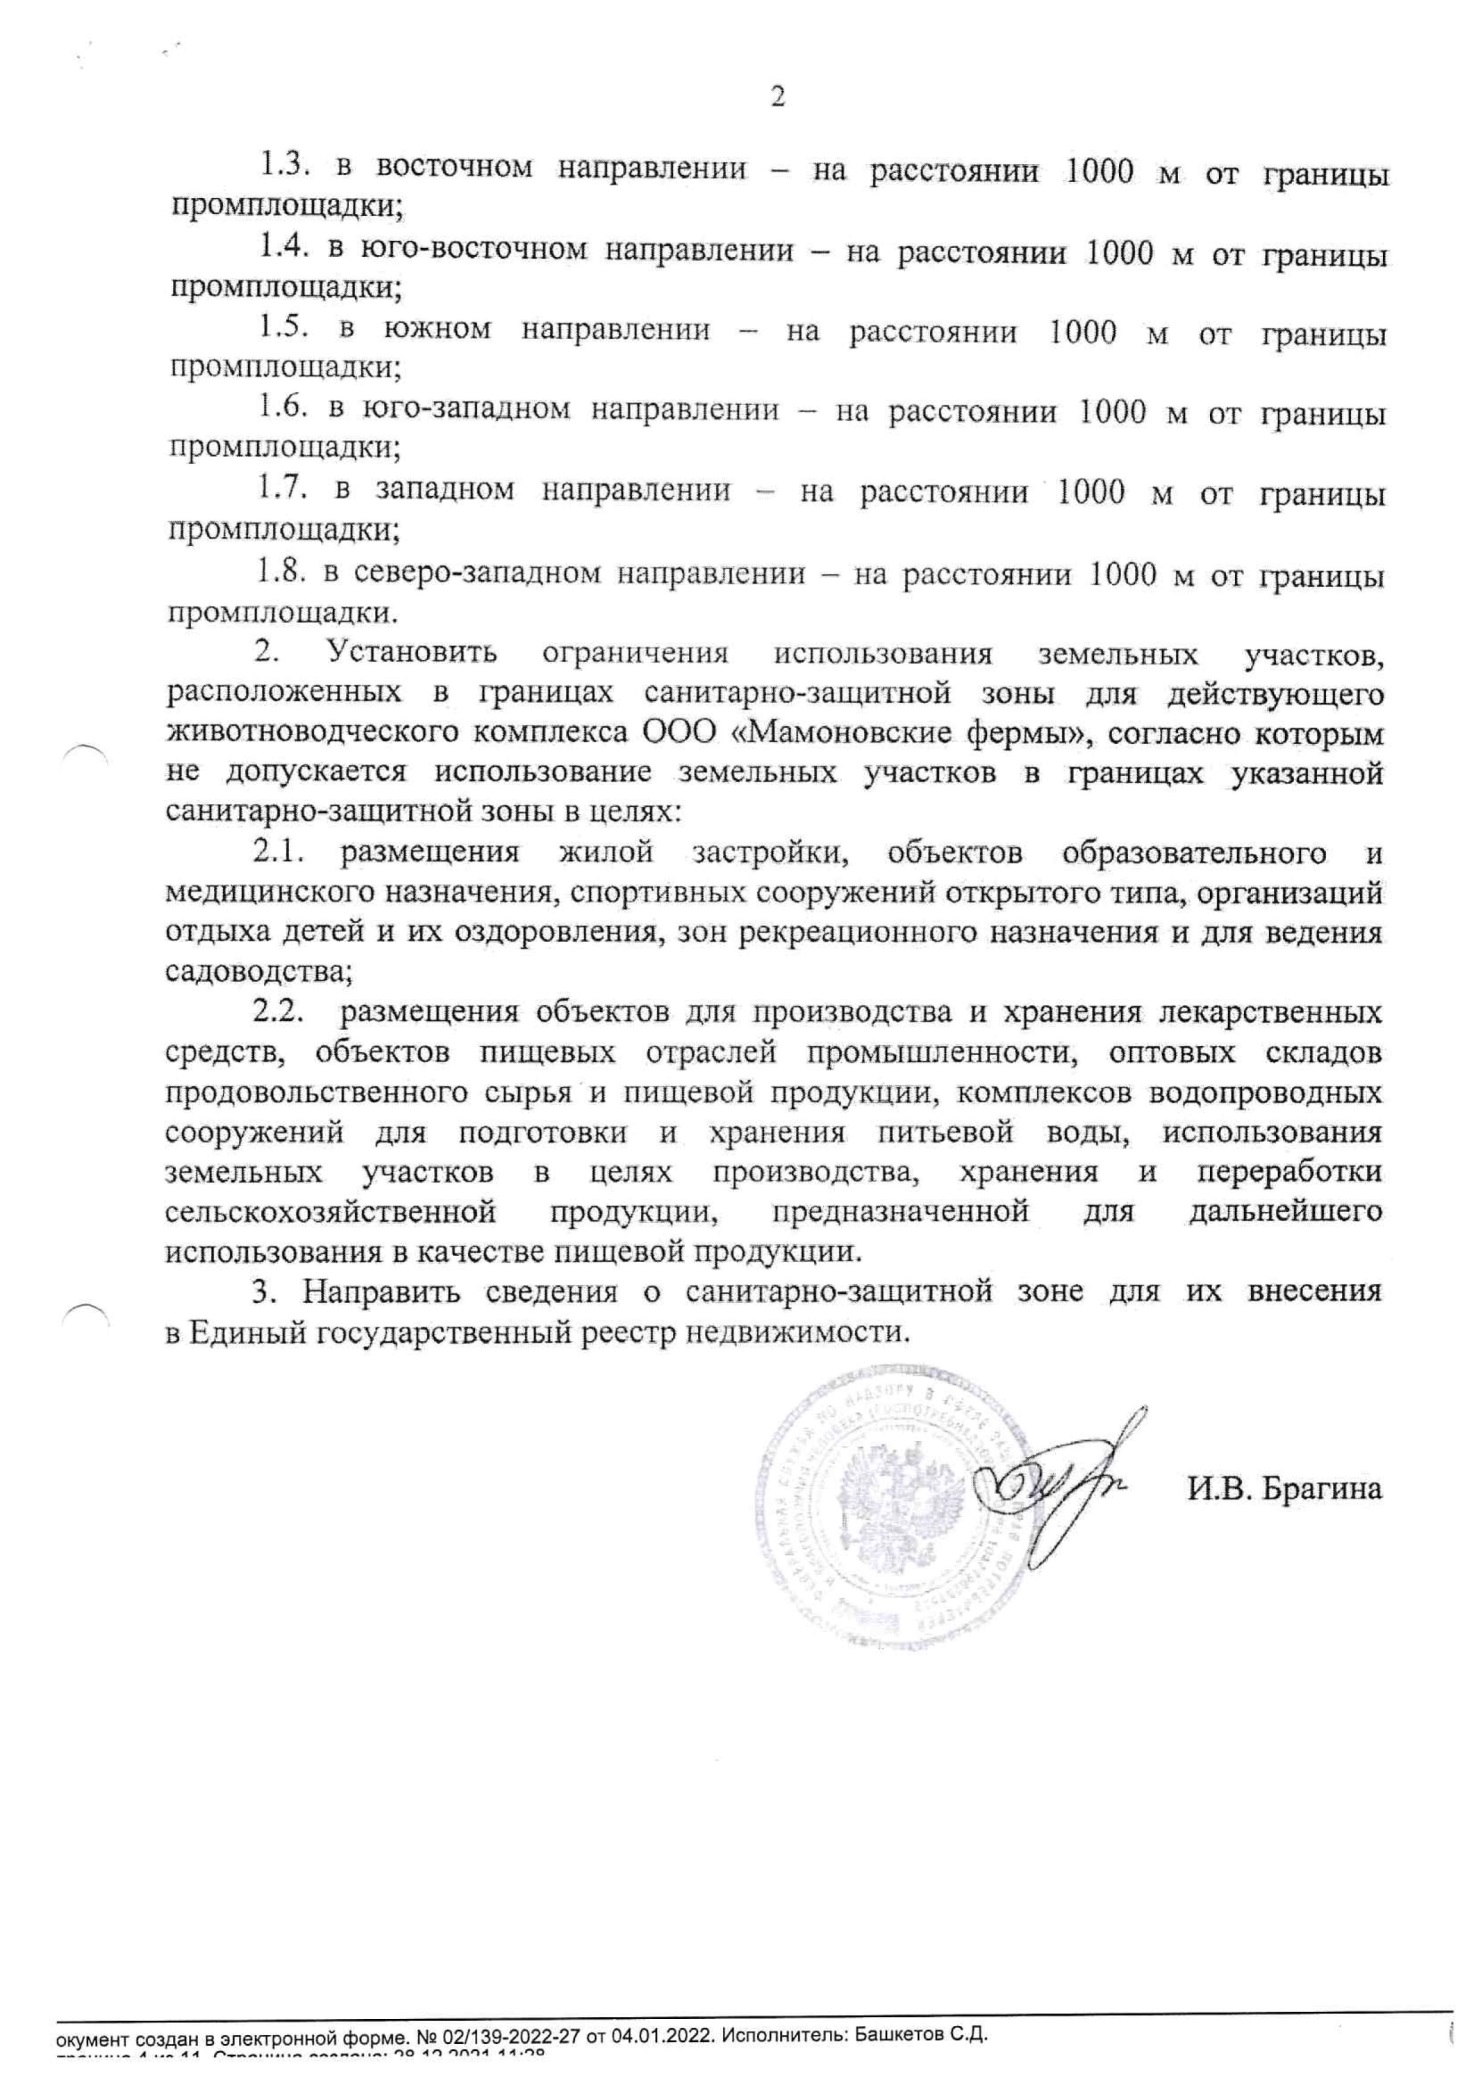 2
1.3. в восточном направлении – на расстоянии 1000 м от границы
промплощадки;
1.4. в юго-восточном направлении – на расстоянии 1000 м от границы
промплощадки;
1.5. в южном направлении – на расстоянии 1000 м от границы
промплощадки;
1.6. в юго-западном направлении – на расстоянии 1000 м от границы
промплощадки;
1.7. в западном направлении – на расстоянии 1000 м от границы
промплощадки;
1.8. в северо-западном направлении – на расстоянии 1000 м от границы
промплощадки.
2. Установить ограничения использования земельных участков,
расположенных в границах санитарно-защитной зоны для действующего
животноводческого комплекса ООО «Мамоновские фермы», согласно которым
не допускается использование земельных участков в границах указанной
санитарно-защитной зоны в целях:
2.1. размещения жилой застройки, объектов образовательного и
медицинского назначения, спортивных сооружений открытого типа, организаций
отдыха детей и их оздоровления, зон рекреационного назначения и для ведения
садоводства;
2.2. размещения объектов для производства и хранения лекарственных
средств, объектов пищевых отраслей промышленности, оптовых складов
продовольственного сырья и пищевой продукции, комплексов водопроводных
сооружений для подготовки и хранения питьевой воды, использования
земельных участков в целях производства, хранения и переработки
сельскохозяйственной продукции, предназначенной для дальнейшего
использования в качестве пищевой продукции.
3. Направить сведения о санитарно-защитной зоне для их внесения
в Единый государственный реестр недвижимости.
И.В. Брагина
окумент создан в электронной форме. № 02/139-2022-27 от 04.01.2022. Исполнитель: Башкетов С.Д.